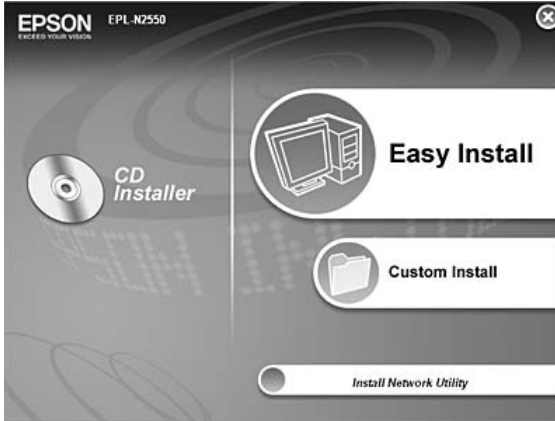 EPSON
EXCEED YOUR VISION
EPL-N2550
CD
Installer
Easy Install
Custom Install
Install Network Utility